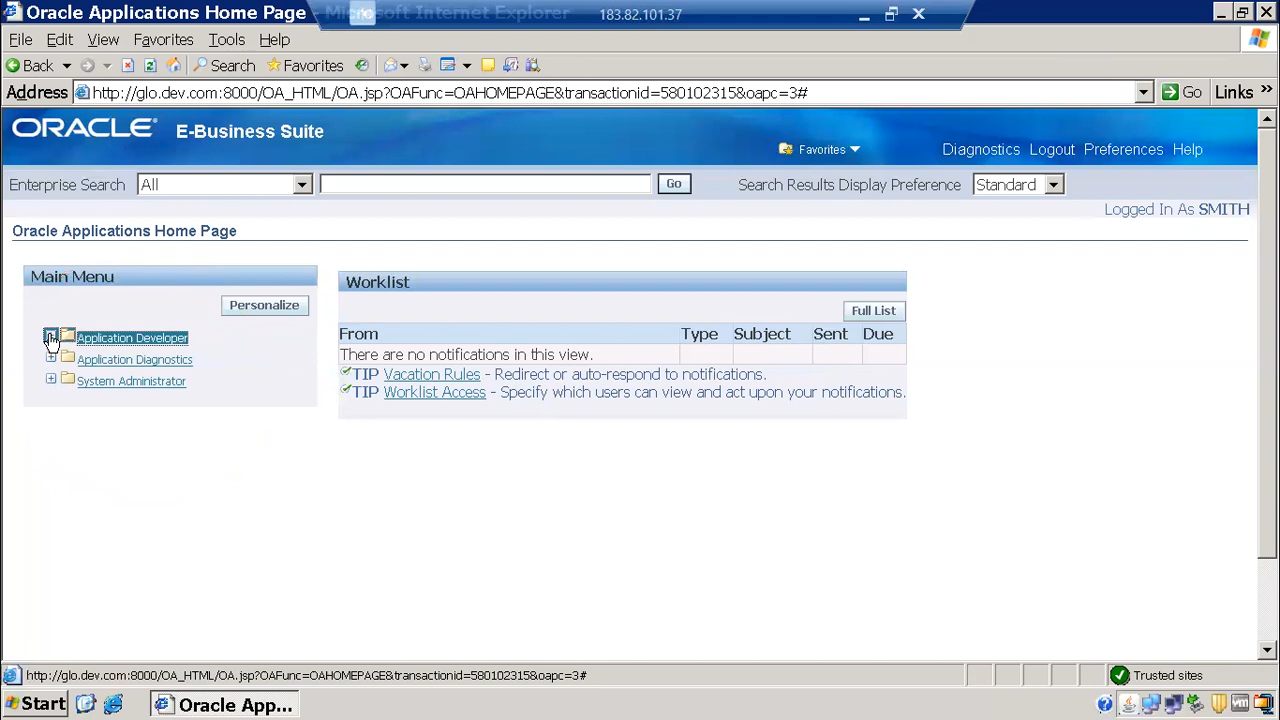 Oracle Applications Home Page - Microsoft Internet Explorer
183.82.101.37
File Edit View Favorites Tools Help
Back Search Favorites
Address http://glo.dev.com:8000/OA_HTML/OA.jsp?OAFunc=OAHOMEPAGE&transactionid=580102315&oapc=3# Go Links »
ORACLE E-Business Suite
Favorites Diagnostics Logout Preferences Help
Enterprise Search All Go Search Results Display Preference Standard
Logged In As SMITH
Oracle Applications Home Page
Main Menu
Personalize
Application Developer
Application Diagnostics
System Administrator
Worklist
Full List
From Type Subject Sent Due
There are no notifications in this view.
TIP Vacation Rules - Redirect or auto-respond to notifications.
TIP Worklist Access - Specify which users can view and act upon your notifications.
http://glo.dev.com:8000/OA_HTML/OA.jsp?OAFunc=OAHOMEPAGE&transactionid=580102315&oapc=3# Trusted sites
Start Oracle App...